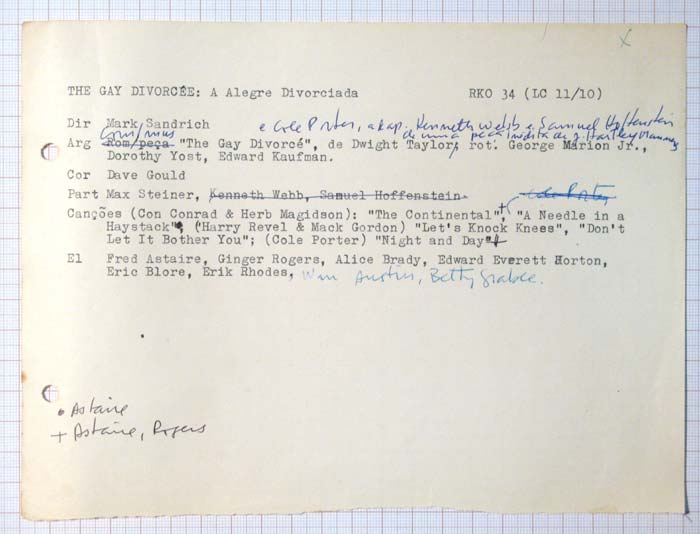 x
THE GAY DIVORCÉE: A Alegre Divorciada RKO 34 (LC 11/10)
Dir Mark Sandrich e Cole Porter, adap. Kenneth Webb e Samuel Hoffenstein
de uma peça inédita de J. Hartley Manners
Arg Rom/peça "The Gay Divorcé", de Dwight Taylor, rot. George Marion Jr.,
Dorothy Yost, Edward Kaufman.
Cor Dave Gould
Part Max Steiner, Kenneth Webb, Samuel Hoffenstein. Cole Porter
Canções (Con Conrad & Herb Magidson): "The Continental"+, "A Needle in a
Haystack"; (Harry Revel & Mack Gordon) "Let's Knock Knees", "Don't
Let It Bother You"; (Cole Porter) "Night and Day"
El Fred Astaire, Ginger Rogers, Alice Brady, Edward Everett Horton,
Eric Blore, Erik Rhodes, Wm Austin, Betty Grable.
• Astaire
+ Astaire, Rogers